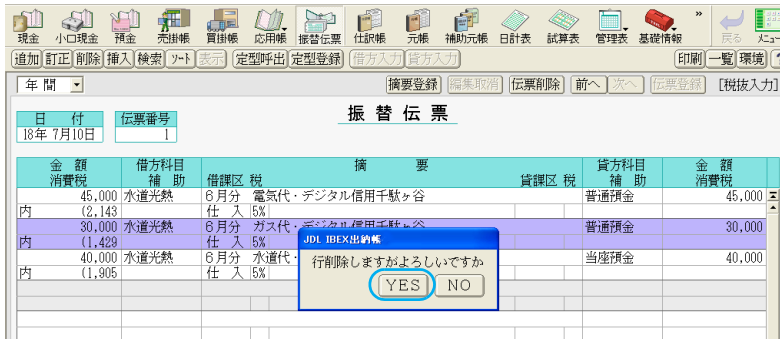 現金 小口現金 預金 売掛帳 買掛帳 応用帳 振替伝票 仕訳帳 元帳 補助元帳 日計表 試算表 管理表 基礎情報 » 戻る メニュー
追加 訂正 削除 挿入 検索 ソート 表示 定型呼出 定型登録 借方入力 貸方入力 印刷 一覧 環境 ?
年間 摘要登録 編集取消 伝票削除 前へ 次へ 伝票登録 [税抜入力]
振替伝票
日 付 伝票番号
18年 7月10日 1
金 額 借方科目 摘 要 貸方科目 金 額
消費税 補 助 借課区 税 貸課区 税 補 助 消費税
45,000 水道光熱 6月分 電気代・デジタル信用千駄ヶ谷 普通預金 45,000
内 (2,143 仕 入 5%
30,000 水道光熱 6月分 ガス代・デジタル信用千駄ヶ谷 普通預金 30,000
内 (1,429 仕 入 5%
40,000 水道光熱 6月分 水道代・ 当座預金 40,000
内 (1,905 仕 入 5%
JDL IBEX出納帳
行削除しますがよろしいですか
YES NO